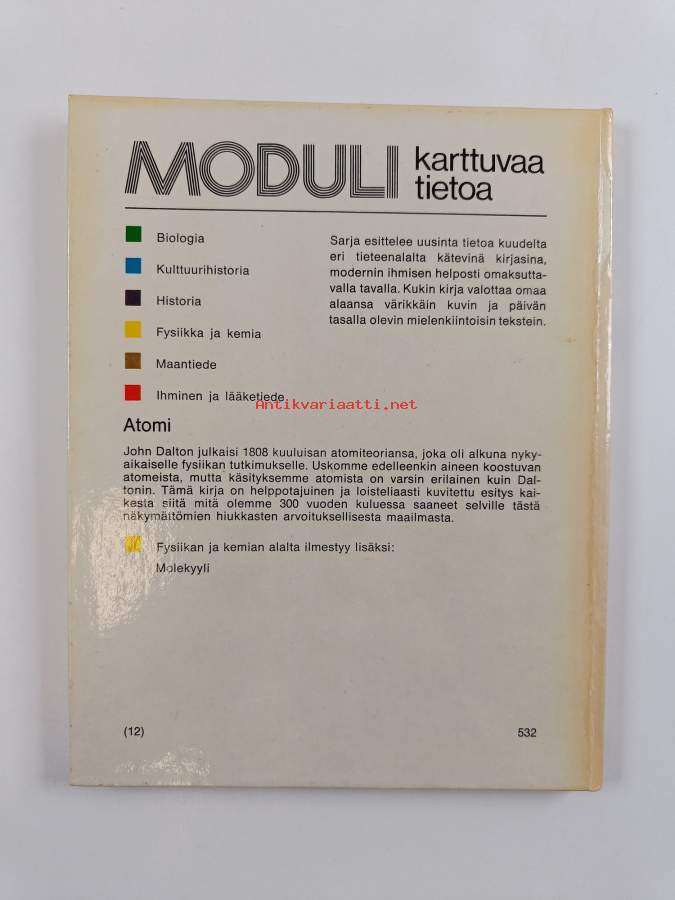 MODULI karttuvaa
tietoa
Biologia
Kulttuurihistoria
Historia
Fysiikka ja kemia
Maantiede
Ihminen ja lääketiede
Sarja esittelee uusinta tietoa kuudelta
eri tieteenalalta kätevinä kirjasina,
modernin ihmisen helposti omaksutta-
valla tavalla. Kukin kirja valottaa omaa
alaansa värikkäin kuvin ja päivän
tasalla olevin mielenkiintoisin tekstein.
Antikvariaatti.net
Atomi
John Dalton julkaisi 1808 kuuluisan atomiteoriansa, joka oli alkuna nyky-
aikaiselle fysiikan tutkimukselle. Uskomme edelleenkin aineen koostuvan
atomeista, mutta käsityksemme atomista on varsin erilainen kuin Dal-
tonin. Tämä kirja on helppotajuinen ja loisteliaasti kuvitettu esitys kai-
kesta siitä mitä olemme 300 vuoden kuluessa saaneet selville tästä
näkymättömien hiukkasten arvoituksellisesta maailmasta.
Fysiikan ja kemian alalta ilmestyy lisäksi:
Molekyyli
(12)
532